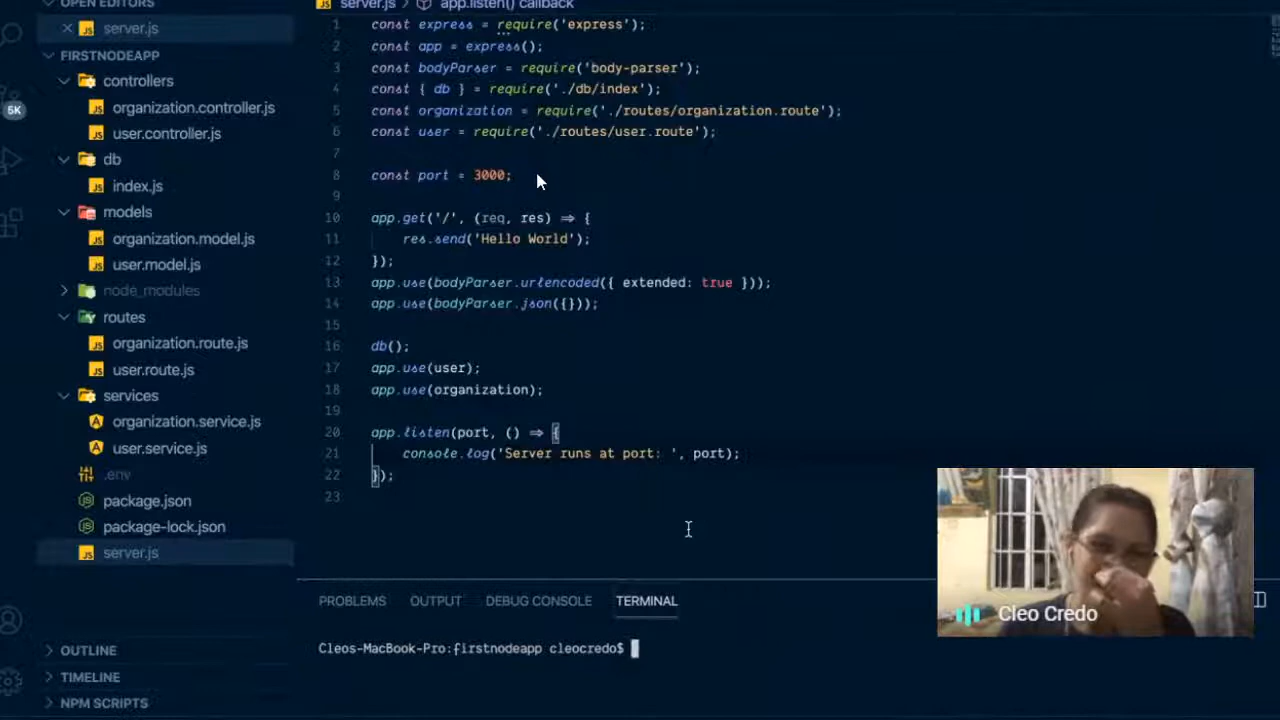 OPEN EDITORS
server.js
FIRSTNODEAPP
controllers
organization.controller.js
user.controller.js
db
index.js
models
organization.model.js
user.model.js
node_modules
routes
organization.route.js
user.route.js
services
organization.service.js
user.service.js
.env
package.json
package-lock.json
server.js
OUTLINE
TIMELINE
NPM SCRIPTS
5K
server.js > app.listen() callback
1 const express = require('express');
2 const app = express();
3 const bodyParser = require('body-parser');
4 const { db } = require('./db/index');
5 const organization = require('./routes/organization.route');
6 const user = require('./routes/user.route');
7
8 const port = 3000;
9
10 app.get('/', (req, res) => {
11 res.send('Hello World');
12 });
13 app.use(bodyParser.urlencoded({ extended: true }));
14 app.use(bodyParser.json({}));
15
16 db();
17 app.use(user);
18 app.use(organization);
19
20 app.listen(port, () => {
21 console.log('Server runs at port: ', port);
22 });
23
PROBLEMS OUTPUT DEBUG CONSOLE TERMINAL
Cleos-MacBook-Pro:firstnodeapp cleocredo$
Cleo Credo